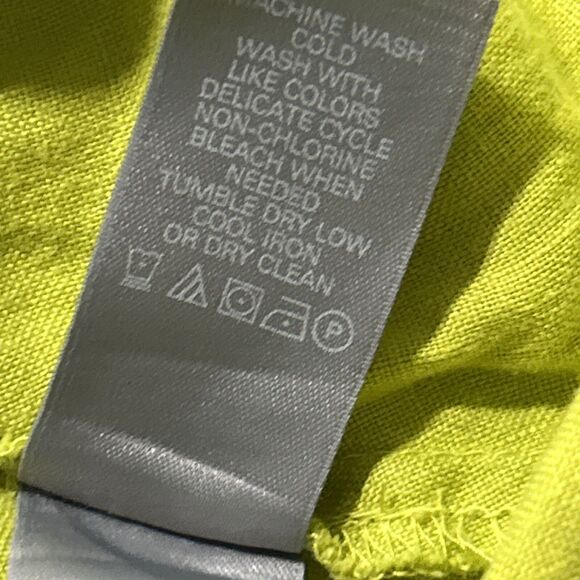 MACHINE WASH
COLD
WASH WITH
LIKE COLORS
DELICATE CYCLE
NON-CHLORINE
BLEACH WHEN
NEEDED
TUMBLE DRY LOW
COOL IRON
OR DRY CLEAN
P